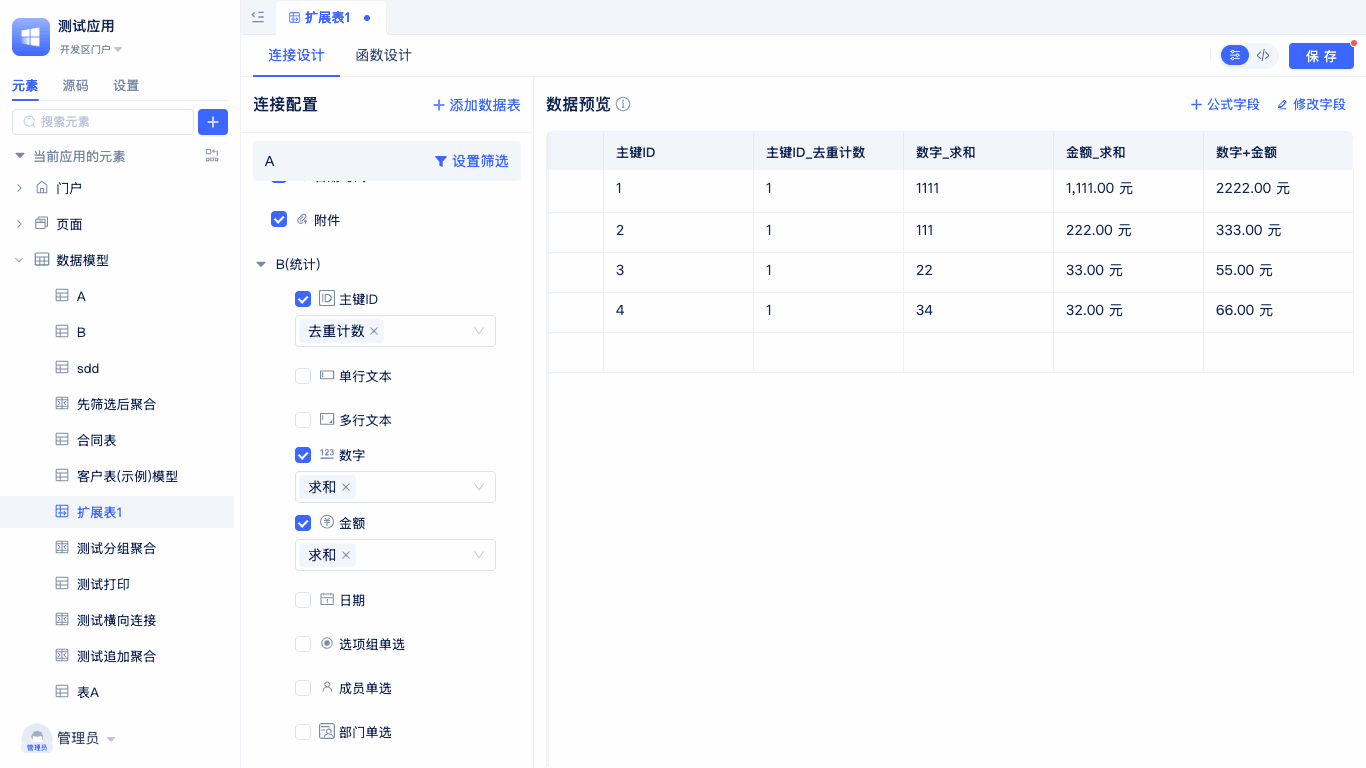 测试应用
开发区门户
元素
源码
设置
搜索元素
当前应用的元素
门户
页面
数据模型
A
B
sdd
先筛选后聚合
合同表
客户表(示例)模型
扩展表1
测试分组聚合
测试打印
测试横向连接
测试追加聚合
表A
管理员
管理员
扩展表1
连接设计
函数设计
保 存
连接配置
添加数据表
A
设置筛选
附件
B(统计)
主键ID
去重计数
单行文本
多行文本
123 数字
求和
金额
求和
日期
选项组单选
成员单选
部门单选
数据预览
公式字段
修改字段
主键ID 主键ID_去重计数 数字_求和 金额_求和 数字+金额
1 1 1111 1,111.00 元 2222.00 元
2 1 111 222.00 元 333.00 元
3 1 22 33.00 元 55.00 元
4 1 34 32.00 元 66.00 元